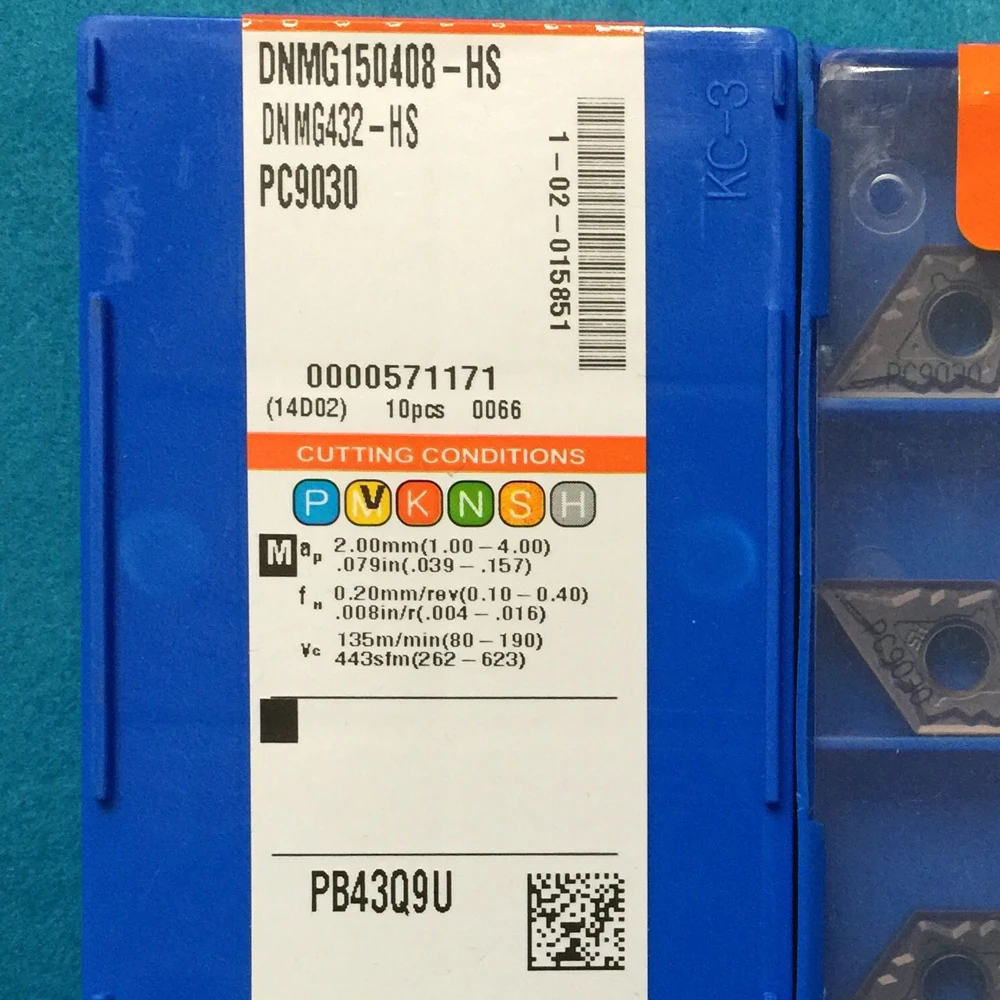 DNMG150408-HS
DNMG432-HS
PC9030
1-02-015851
KC-3
0000571171
(14D02) 10pcs 0066
CUTTING CONDITIONS
P M V K N S H
M ap 2.00mm(1.00-4.00)
.079in(.039-.157)
fn 0.20mm/rev(0.10-0.40)
.008in/r(.004-.016)
Vc 135m/min(80-190)
443sfm(262-623)
PB43Q9U
PC9030
PC9030 HS